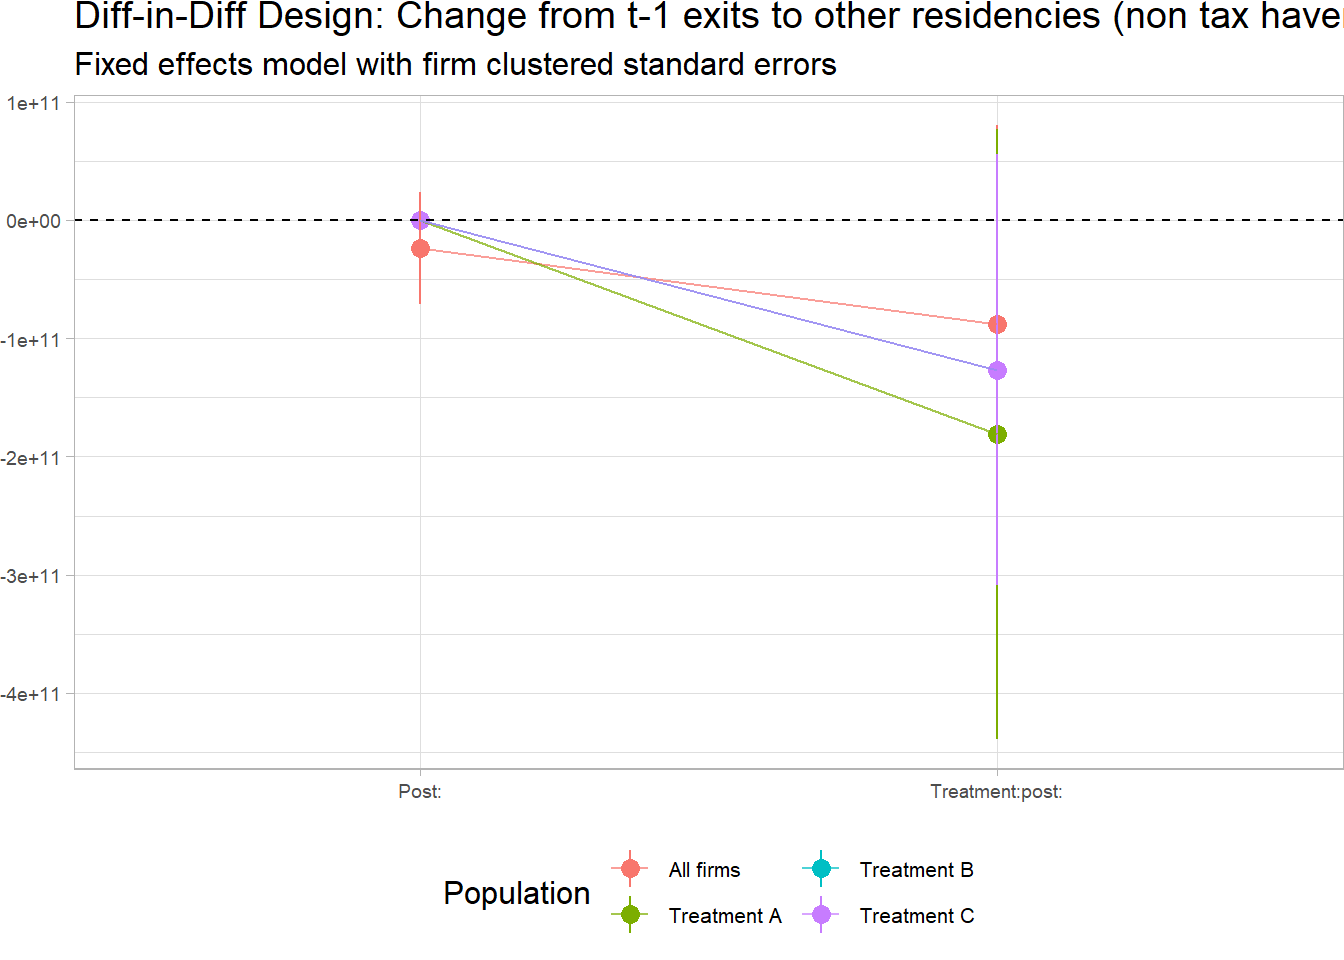 Diff-in-Diff Design: Change from t-1 exits to other residencies (non tax have
Fixed effects model with firm clustered standard errors
1e+11
0e+00
-1e+11
-2e+11
-3e+11
-4e+11
Post:
Treatment:post:
Population
All firms
Treatment B
Treatment A
Treatment C